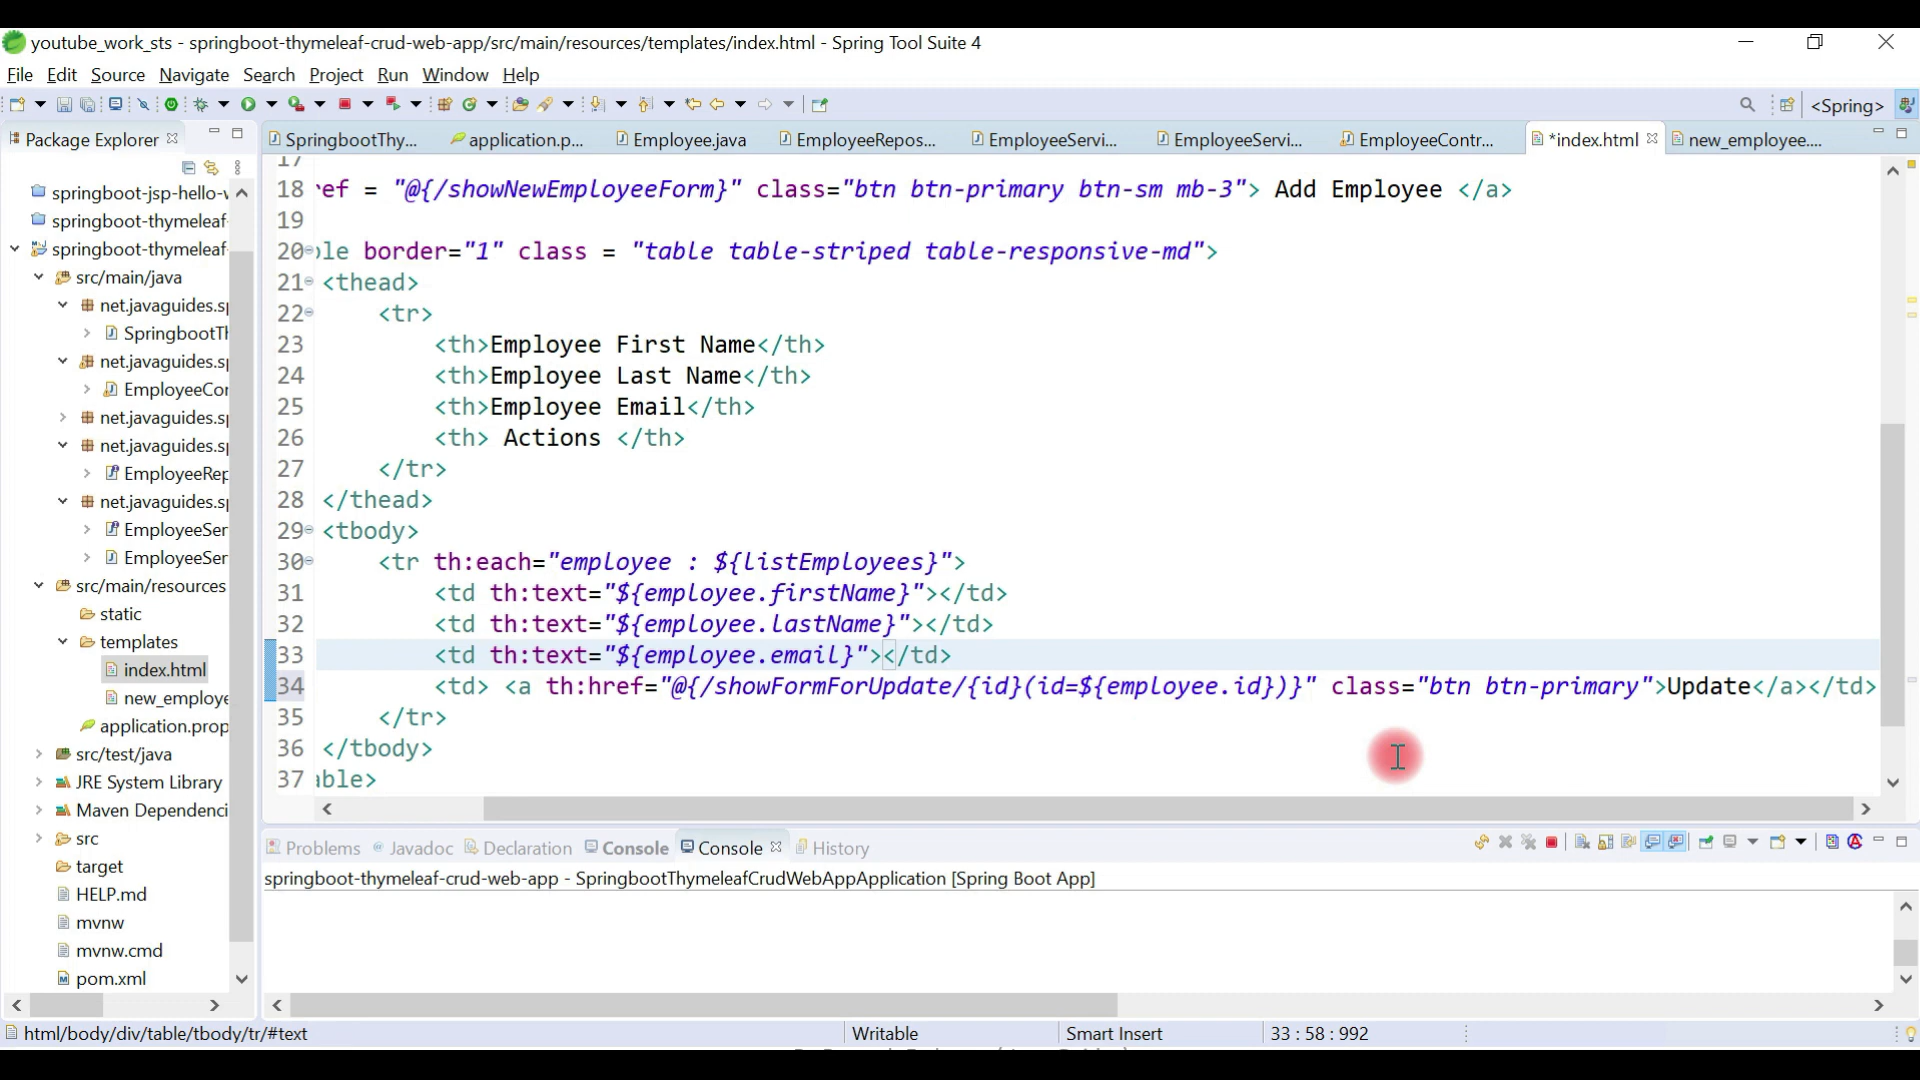 youtube_work_sts - springboot-thymeleaf-crud-web-app/src/main/resources/templates/index.html - Spring Tool Suite 4
File Edit Source Navigate Search Project Run Window Help
<Spring>
Package Explorer
SpringbootThy... application.p... Employee.java EmployeeRepos... EmployeeServi... EmployeeServi... EmployeeContr... *index.html new_employee....
springboot-jsp-hello-
springboot-thymeleaf-
springboot-thymeleaf-
src/main/java
net.javaguides.s
SpringbootT
net.javaguides.s
EmployeeCo
net.javaguides.s
net.javaguides.s
EmployeeRep
net.javaguides.s
EmployeeSer
EmployeeSer
src/main/resources
static
templates
index.html
new_employe
application.prop
src/test/java
JRE System Library
Maven Dependenci
src
target
HELP.md
mvnw
mvnw.cmd
pom.xml
17
18 ref = "@{/showNewEmployeeForm}" class="btn btn-primary btn-sm mb-3"> Add Employee </a>
19
20 le border="1" class = "table table-striped table-responsive-md">
21 <thead>
22 <tr>
23 <th>Employee First Name</th>
24 <th>Employee Last Name</th>
25 <th>Employee Email</th>
26 <th> Actions </th>
27 </tr>
28 </thead>
29 <tbody>
30 <tr th:each="employee : ${listEmployees}">
31 <td th:text="${employee.firstName}"></td>
32 <td th:text="${employee.lastName}"></td>
33 <td th:text="${employee.email}"></td>
34 <td> <a th:href="@{/showFormForUpdate/{id}(id=${employee.id})}" class="btn btn-primary">Update</a></td>
35 </tr>
36 </tbody>
37 able>
Problems Javadoc Declaration Console Console History
springboot-thymeleaf-crud-web-app - SpringbootThymeleafCrudWebAppApplication [Spring Boot App]
html/body/div/table/tbody/tr/#text Writable Smart Insert 33 : 58 : 992